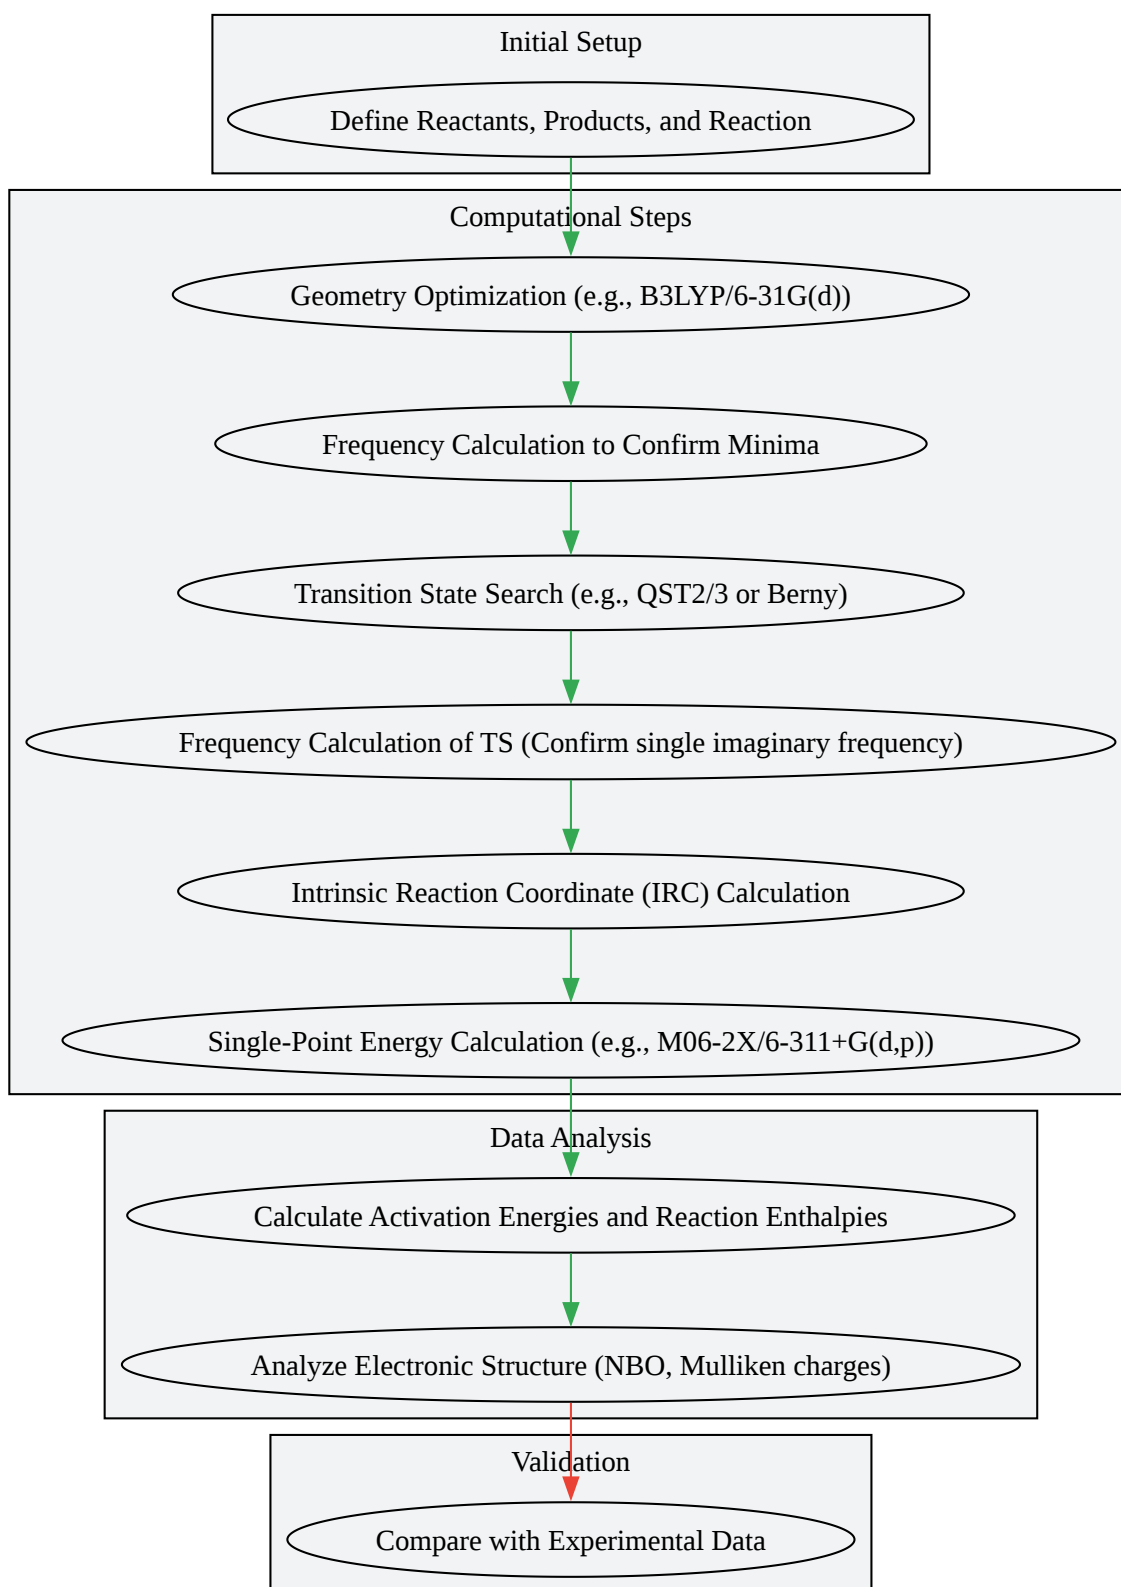 Initial Setup
Define Reactants, Products, and Reaction
Computational Steps
Geometry Optimization (e.g., B3LYP/6-31G(d))
Frequency Calculation to Confirm Minima
Transition State Search (e.g., QST2/3 or Berny)
Frequency Calculation of TS (Confirm single imaginary frequency)
Intrinsic Reaction Coordinate (IRC) Calculation
Single-Point Energy Calculation (e.g., M06-2X/6-311+G(d,p))
Data Analysis
Calculate Activation Energies and Reaction Enthalpies
Analyze Electronic Structure (NBO, Mulliken charges)
Validation
Compare with Experimental Data